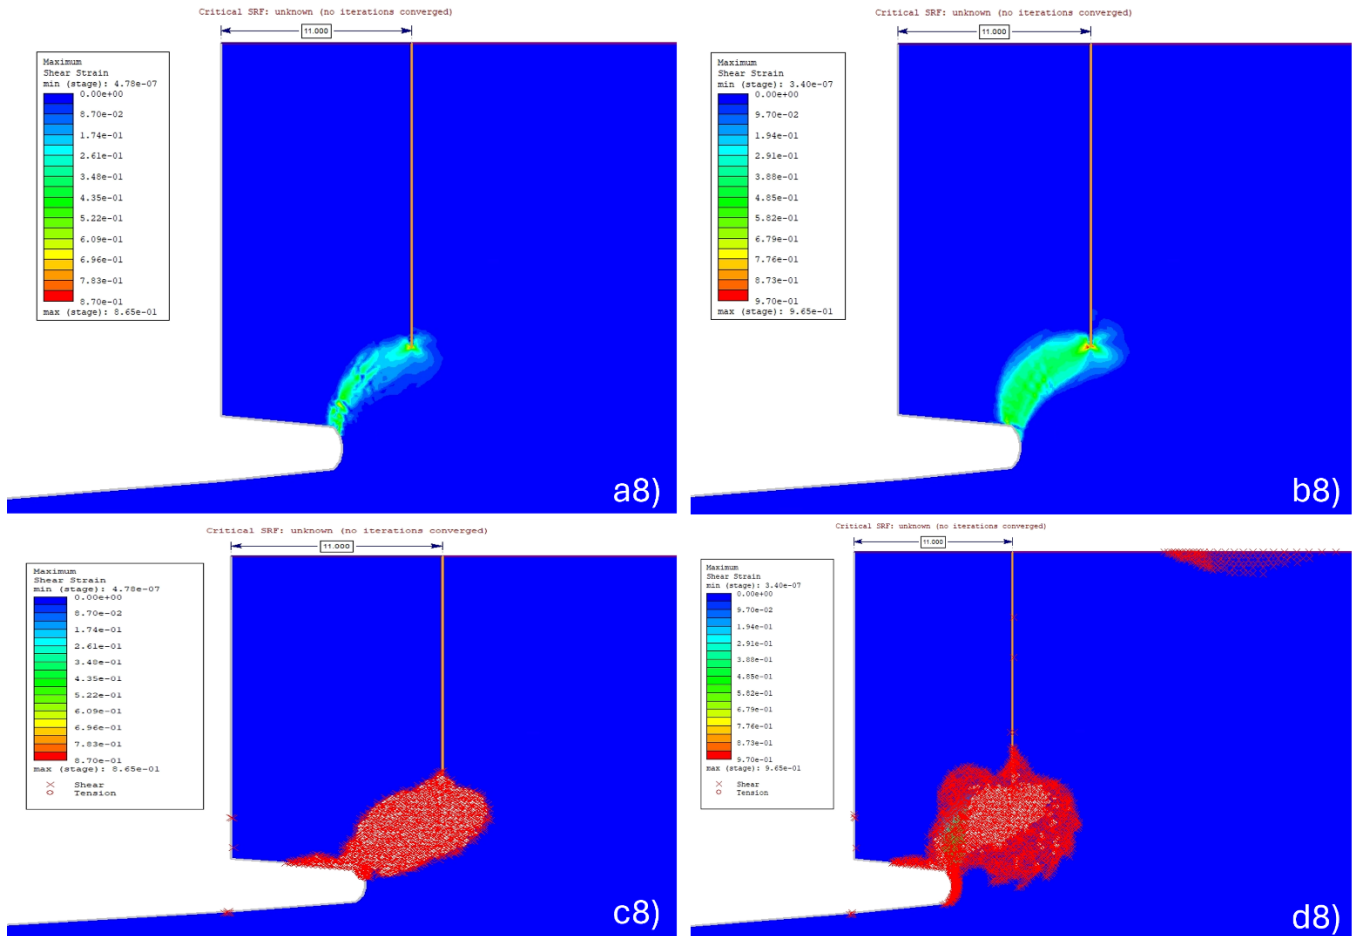 Critical SRF: unknown (no iterations converged)
11.000
Maximum
Shear Strain
min (stage): 4.78e-07
0.00e+00
8.70e-02
1.74e-01
2.61e-01
3.48e-01
4.35e-01
5.22e-01
6.09e-01
6.96e-01
7.83e-01
8.70e-01
max (stage): 8.65e-01
a8)
Critical SRF: unknown (no iterations converged)
11.000
Maximum
Shear Strain
min (stage): 3.40e-07
0.00e+00
9.70e-02
1.94e-01
2.91e-01
3.88e-01
4.85e-01
5.82e-01
6.79e-01
7.76e-01
8.73e-01
9.70e-01
max (stage): 9.65e-01
b8)
Critical SRF: unknown (no iterations converged)
11.000
Maximum
Shear Strain
min (stage): 4.78e-07
0.00e+00
8.70e-02
1.74e-01
2.61e-01
3.48e-01
4.35e-01
5.22e-01
6.09e-01
6.96e-01
7.83e-01
8.70e-01
max (stage): 8.65e-01
Shear
Tension
c8)
Critical SRF: unknown (no iterations converged)
11.000
Maximum
Shear Strain
min (stage): 3.40e-07
0.00e+00
9.70e-02
1.94e-01
2.91e-01
3.88e-01
4.85e-01
5.82e-01
6.79e-01
7.76e-01
8.73e-01
9.70e-01
max (stage): 9.65e-01
Shear
Tension
d8)